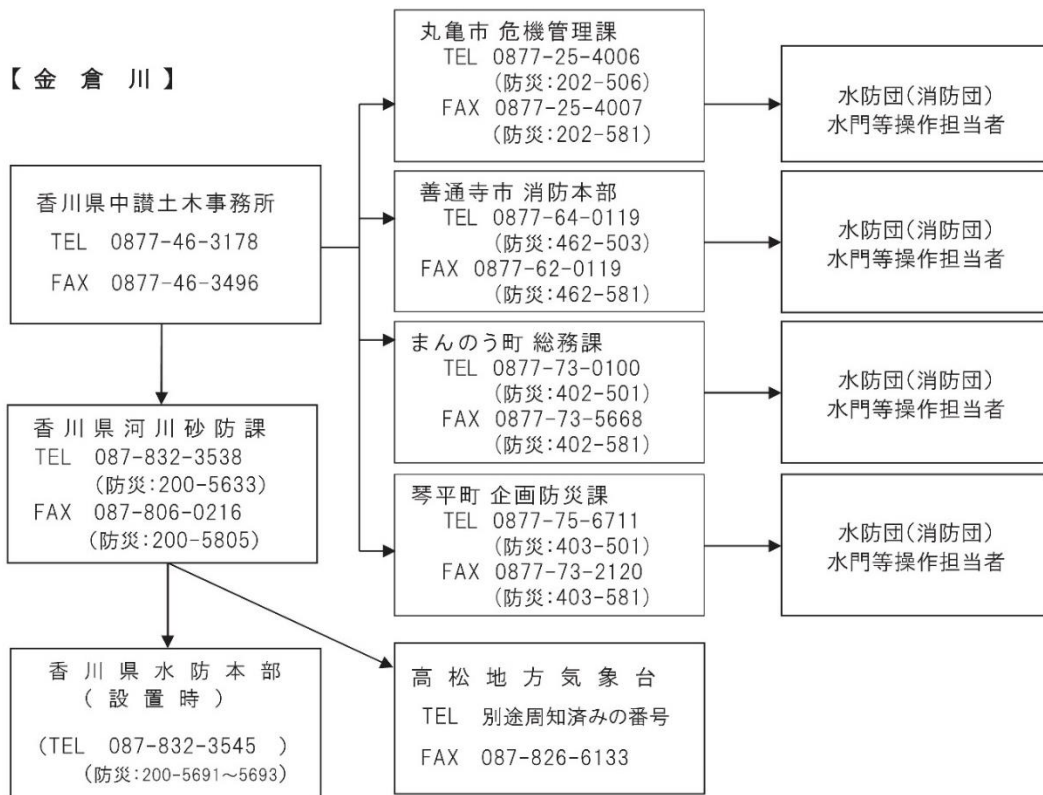 【金倉川】
香川県中讃土木事務所
TEL 0877-46-3178
FAX 0877-46-3496
香川県河川砂防課
TEL 087-832-3538
(防災:200-5633)
FAX 087-806-0216
(防災:200-5805)
香川県水防本部
(設置時)
(TEL 087-832-3545 )
(防災:200-5691～5693)
丸亀市 危機管理課
TEL 0877-25-4006
(防災:202-506)
FAX 0877-25-4007
(防災:202-581)
善通寺市 消防本部
TEL 0877-64-0119
(防災:462-503)
FAX 0877-62-0119
(防災:462-581)
まんのう町 総務課
TEL 0877-73-0100
(防災:402-501)
FAX 0877-73-5668
(防災:402-581)
琴平町 企画防災課
TEL 0877-75-6711
(防災:403-501)
FAX 0877-73-2120
(防災:403-581)
高松地方気象台
TEL 別途周知済みの番号
FAX 087-826-6133
水防団(消防団)
水門等操作担当者
水防団(消防団)
水門等操作担当者
水防団(消防団)
水門等操作担当者
水防団(消防団)
水門等操作担当者